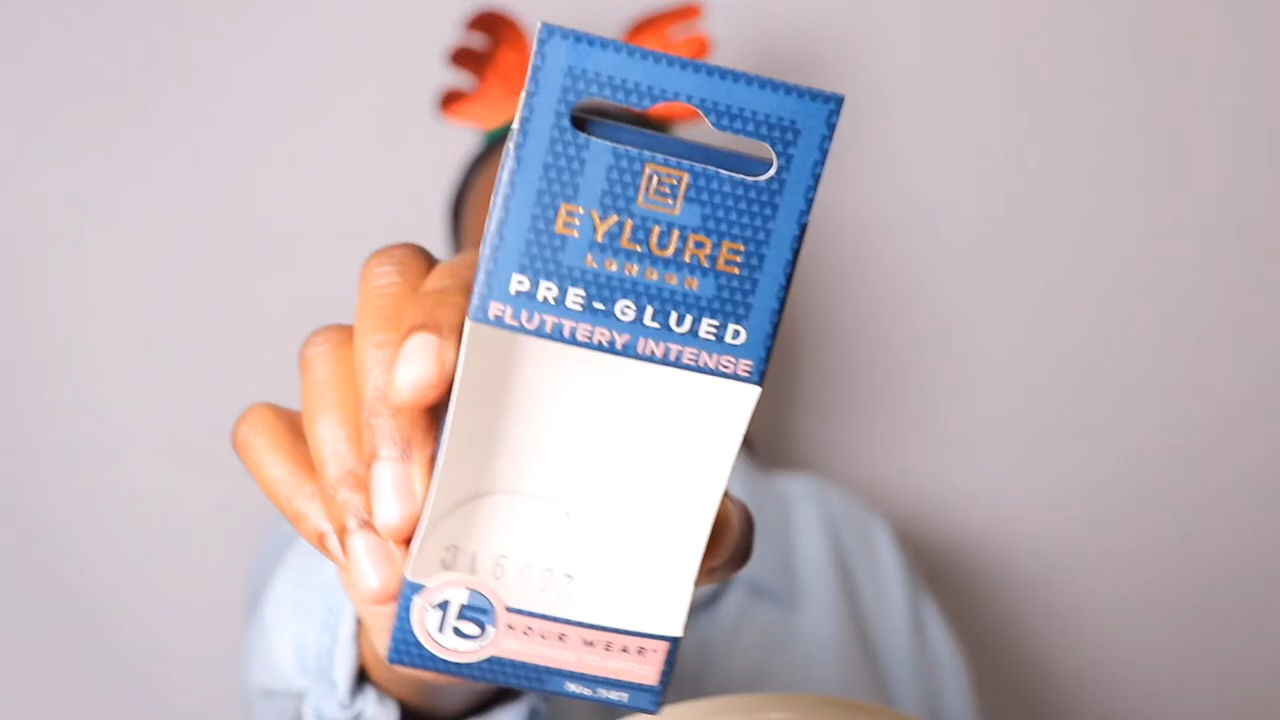 E
EYLURE
LONDON
PRE-GLUED
FLUTTERY INTENSE
15
HOUR WEAR*